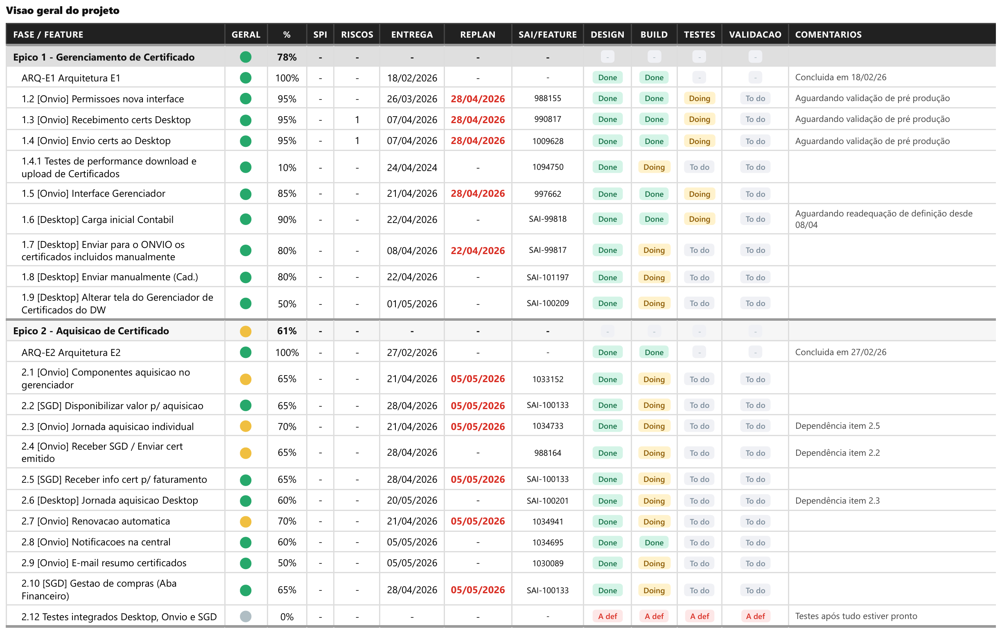 Visao geral do projeto
FASE / FEATURE GERAL % SPI RISCOS ENTREGA REPLAN SAI/FEATURE DESIGN BUILD TESTES VALIDACAO COMENTARIOS
Epico 1 - Gerenciamento de Certificado 78% - - - - - - - - -
ARQ-E1 Arquitetura E1 100% - - 18/02/2026 - - Done Done - - Concluida em 18/02/26
1.2 [Onvio] Permissoes nova interface 95% - - 26/03/2026 28/04/2026 988155 Done Done Doing To do Aguardando validação de pré produção
1.3 [Onvio] Recebimento certs Desktop 95% - 1 07/04/2026 28/04/2026 990817 Done Done Doing To do Aguardando validação de pré produção
1.4 [Onvio] Envio certs ao Desktop 95% - 1 07/04/2026 28/04/2026 1009628 Done Done Doing To do Aguardando validação de pré produção
1.4.1 Testes de performance download e
upload de Certificados 10% - - 24/04/2024 - 1094750 Done Doing To do To do
1.5 [Onvio] Interface Gerenciador 85% - - 21/04/2026 28/04/2026 997662 Done Done Doing To do
1.6 [Desktop] Carga inicial Contabil 90% - - 22/04/2026 - SAI-99818 Done Done Doing To do Aguardando readequação de definição desde
08/04
1.7 [Desktop] Enviar para o ONVIO os
certificados incluidos manualmente 80% - - 08/04/2026 22/04/2026 SAI-99817 Done Doing To do To do
1.8 [Desktop] Enviar manualmente (Cad.) 80% - - 22/04/2026 - SAI-101197 Done Doing To do To do
1.9 [Desktop] Alterar tela do Gerenciador de
Certificados do DW 50% - - 01/05/2026 - SAI-100209 Done Doing To do To do
Epico 2 - Aquisicao de Certificado 61% - - - - - - - - -
ARQ-E2 Arquitetura E2 100% - - 27/02/2026 - - Done Done - - Concluida em 27/02/26
2.1 [Onvio] Componentes aquisicao no
gerenciador 65% - - 21/04/2026 05/05/2026 1033152 Done Doing To do To do
2.2 [SGD] Disponibilizar valor p/ aquisicao 65% - - 28/04/2026 05/05/2026 SAI-100133 Done Doing To do To do
2.3 [Onvio] Jornada aquisicao individual 70% - - 21/04/2026 05/05/2026 1034733 Done Doing To do To do Dependência item 2.5
2.4 [Onvio] Receber SGD / Enviar cert
emitido 65% - - 28/04/2026 - 988164 Done Doing To do To do Dependência item 2.2
2.5 [SGD] Receber info cert p/ faturamento 65% - - 28/04/2026 05/05/2026 SAI-100133 Done Doing To do To do
2.6 [Desktop] Jornada aquisicao Desktop 60% - - 20/05/2026 - SAI-100201 Done Doing To do To do Dependência item 2.3
2.7 [Onvio] Renovacao automatica 70% - - 21/04/2026 05/05/2026 1034941 Done Doing To do To do
2.8 [Onvio] Notificacoes na central 60% - - 05/05/2026 - 1034695 Done Done To do To do
2.9 [Onvio] E-mail resumo certificados 50% - - 05/05/2026 - 1030089 Done Doing To do To do
2.10 [SGD] Gestao de compras (Aba
Financeiro) 65% - - 28/04/2026 05/05/2026 SAI-100133 Done Doing To do To do
2.12 Testes integrados Desktop, Onvio e SGD 0% - - - - - A def A def A def A def Testes após tudo estiver pronto